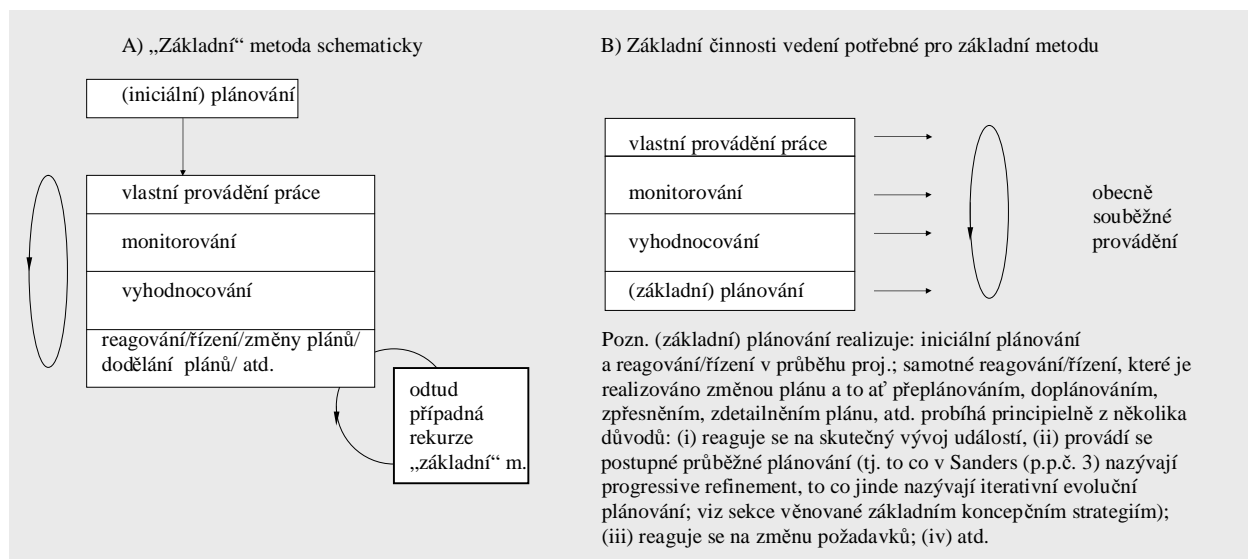 A) „Základní“ metoda schematicky
(iniciální) plánování
vlastní provádění práce
monitorování
vyhodnocování
reagování/řízení/změny plánů/
dodělání plánů/ atd.
odtud
případná
rekurze
„základní“ m.
B) Základní činnosti vedení potřebné pro základní metodu
vlastní provádění práce
monitorování
vyhodnocování
(základní) plánování
obecně
souběžné
provádění
Pozn. (základní) plánování realizuje: iniciální plánování
a reagování/řízení v průběhu proj.; samotné reagování/řízení, které je
realizováno změnou plánu a to ať přeplánováním, doplánováním,
zpřesněním, zdetailněním plánu, atd. probíhá principielně z několika
důvodů: (i) reaguje se na skutečný vývoj událostí, (ii) provádí se
postupné průběžné plánování (tj. to co v Sanders (p.p.č. 3) nazývají
progressive refinement, to co jinde nazývají iterativní evoluční
plánování; viz sekce věnované základním koncepčním strategiím);
(iii) reaguje se na změnu požadavků; (iv) atd.